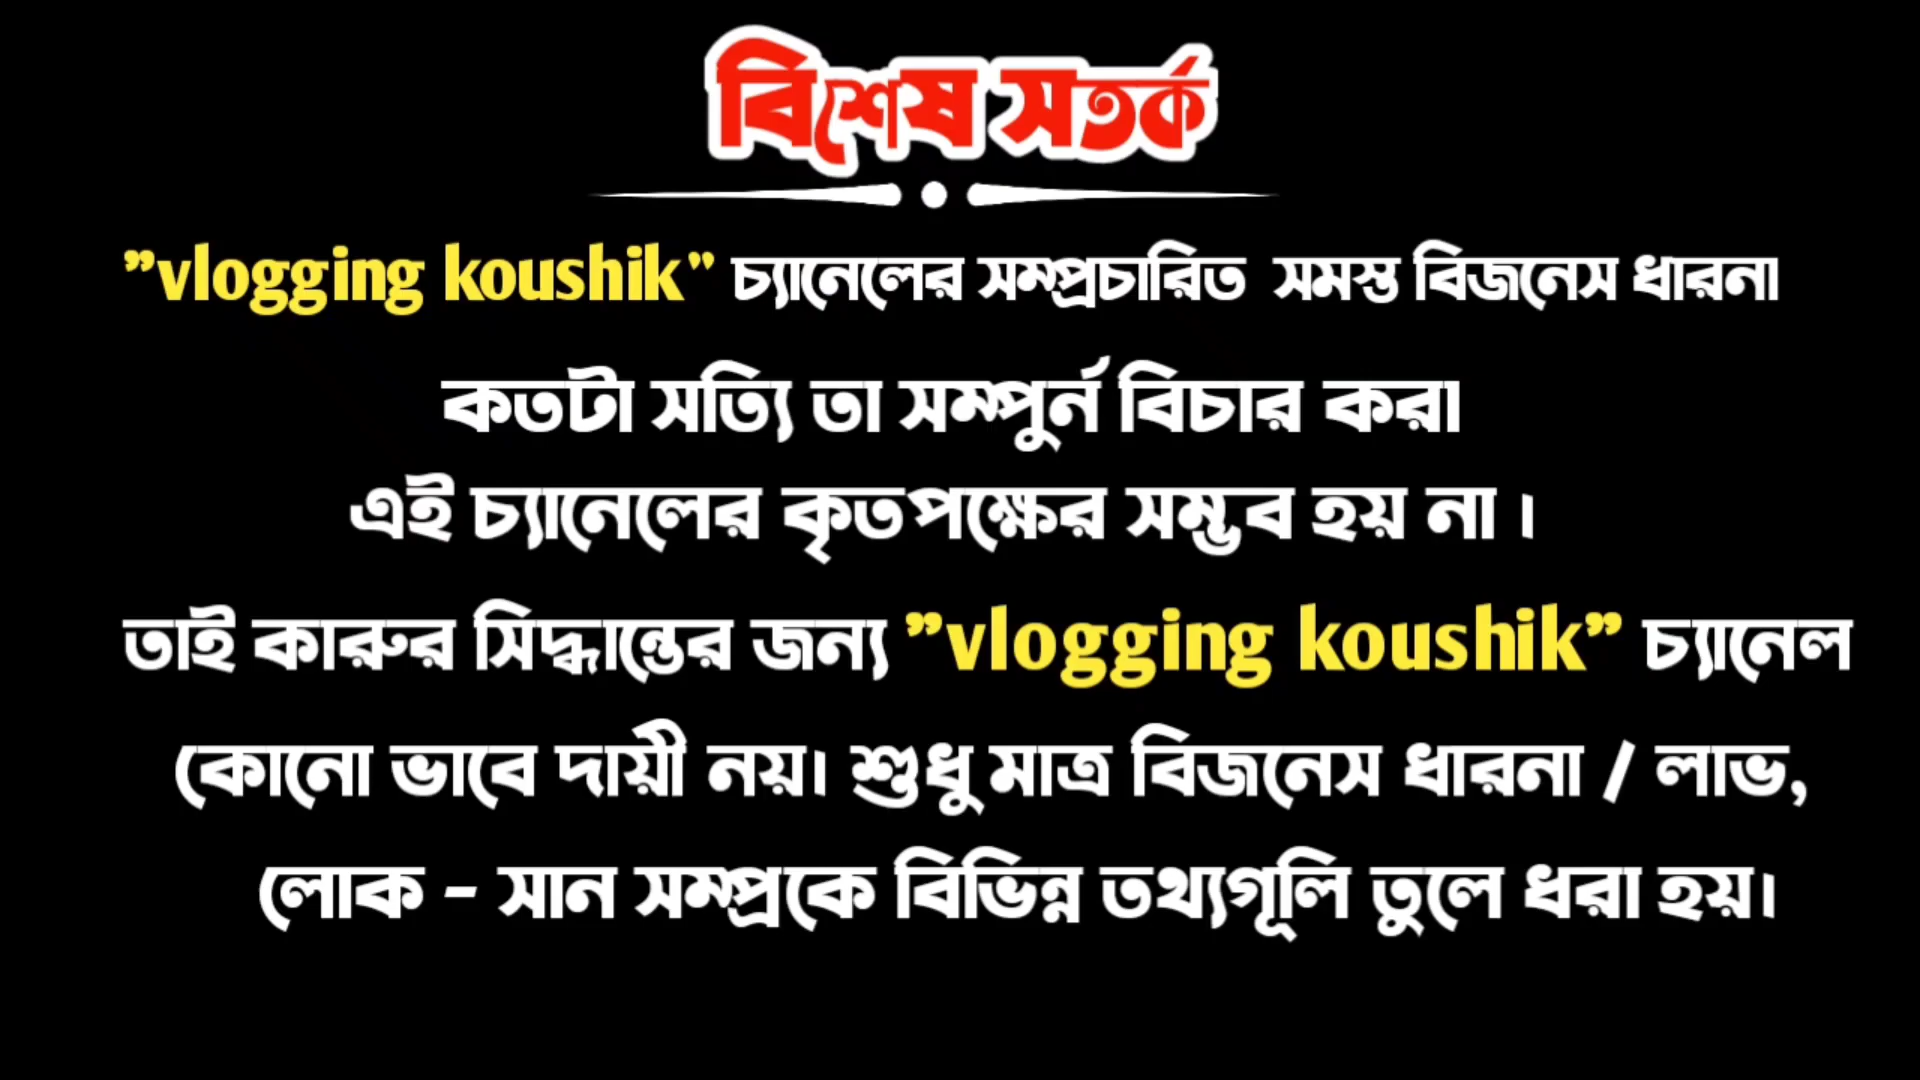 বিশেষ সতর্ক
"vlogging koushik" চ্যানেলের সম্প্রচারিত সমস্ত বিজনেস ধারনা
কতটা সত্যি তা সম্পুর্ন বিচার করা
এই চ্যানেলের কৃতপক্ষের সম্ভব হয় না।
তাই কারুর সিদ্ধান্তের জন্য "vlogging koushik" চ্যানেল
কোনো ভাবে দায়ী নয়। শুধু মাত্র বিজনেস ধারনা / লাভ,
লোক - সান সম্প্রকে বিভিন্ন তথ্যগূলি তুলে ধরা হয়।